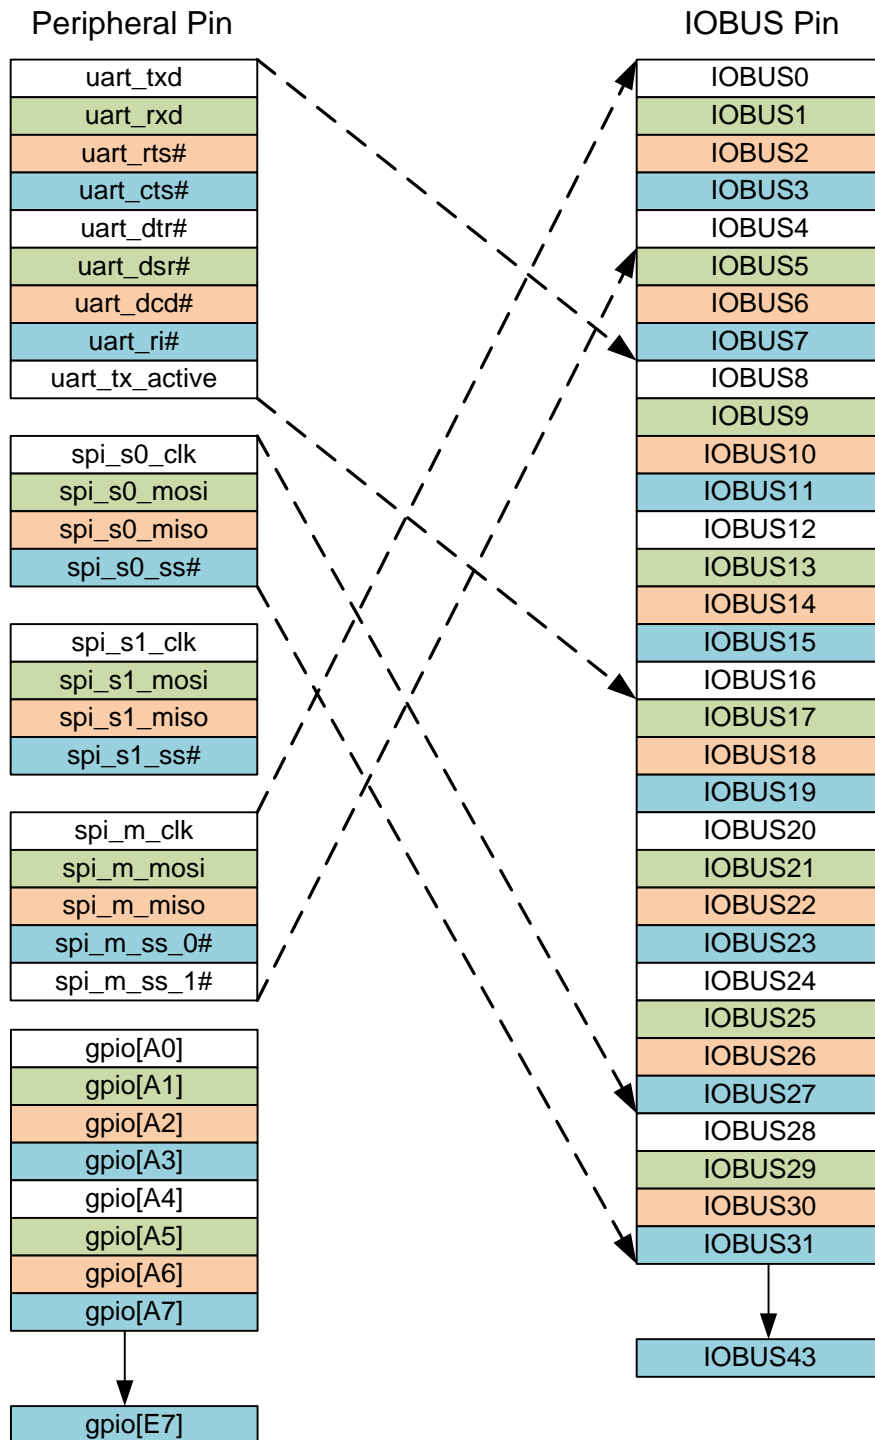 Peripheral Pin
uart_txd
uart_rxd
uart_rts#
uart_cts#
uart_dtr#
uart_dsr#
uart_dcd#
uart_ri#
uart_tx_active
spi_s0_clk
spi_s0_mosi
spi_s0_miso
spi_s0_ss#
spi_s1_clk
spi_s1_mosi
spi_s1_miso
spi_s1_ss#
spi_m_clk
spi_m_mosi
spi_m_miso
spi_m_ss_0#
spi_m_ss_1#
gpio[A0]
gpio[A1]
gpio[A2]
gpio[A3]
gpio[A4]
gpio[A5]
gpio[A6]
gpio[A7]
gpio[E7]
IOBUS Pin
IOBUS0
IOBUS1
IOBUS2
IOBUS3
IOBUS4
IOBUS5
IOBUS6
IOBUS7
IOBUS8
IOBUS9
IOBUS10
IOBUS11
IOBUS12
IOBUS13
IOBUS14
IOBUS15
IOBUS16
IOBUS17
IOBUS18
IOBUS19
IOBUS20
IOBUS21
IOBUS22
IOBUS23
IOBUS24
IOBUS25
IOBUS26
IOBUS27
IOBUS28
IOBUS29
IOBUS30
IOBUS31
IOBUS43